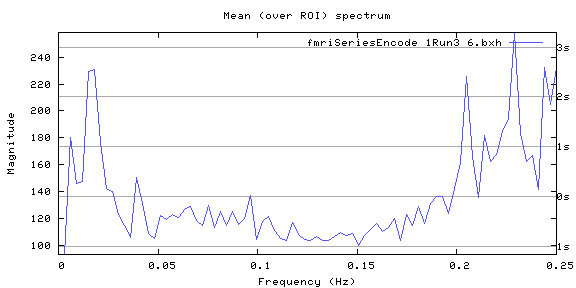 Mean (over ROI) spectrum
fmriSeriesEncode 1Run3 6.bxh
240
220
200
180
160
140
120
100
3s
2s
1s
0s
1s
Magnitude
0
0.05
0.1
0.15
0.2
0.25
Frequency (Hz)